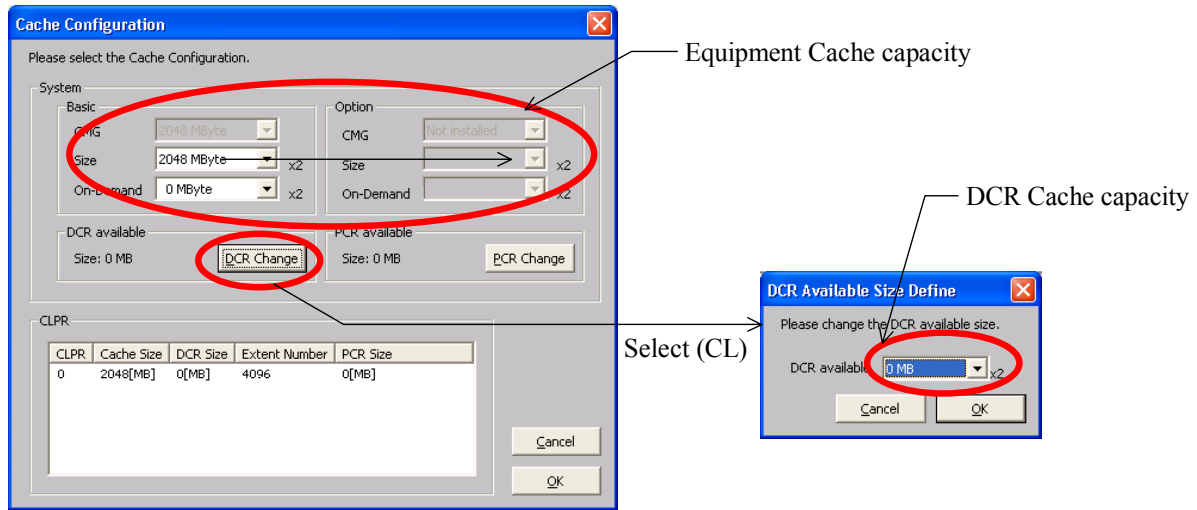 Cache Configuration
Please select the Cache Configuration.
System
Basic
CMG 2048 MByte
Size 2048 MByte x2
On-Demand 0 MByte x2
Option
CMG Not installed
Size x2
On-Demand x2
DCR available
Size: 0 MB DCR Change
PCR available
Size: 0 MB PCR Change
CLPR
CLPR Cache Size DCR Size Extent Number PCR Size
0 2048[MB] 0[MB] 4096 0[MB]
Cancel
OK
Equipment Cache capacity
DCR Cache capacity
Select (CL)
DCR Available Size Define
Please change the DCR available size.
DCR available 0 MB x2
Cancel OK